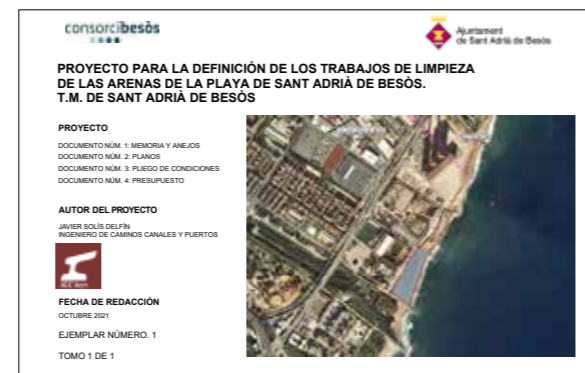 consorcibesòs
Ajuntament
de Sant Adrià de Besòs
PROYECTO PARA LA DEFINICIÓN DE LOS TRABAJOS DE LIMPIEZA
DE LAS ARENAS DE LA PLAYA DE SANT ADRIÀ DE BESÒS.
T.M. DE SANT ADRIÀ DE BESÒS
PROYECTO
DOCUMENTO NÚM. 1: MEMORIA Y ANEJOS
DOCUMENTO NÚM. 2: PLANOS
DOCUMENTO NÚM. 3: PLIEGO DE CONDICIONES
DOCUMENTO NÚM. 4: PRESUPUESTO
AUTOR DEL PROYECTO
JAVIER SOLÍS DELFÍN
INGENIERO DE CAMINOS CANALES Y PUERTOS
FECHA DE REDACCIÓN
OCTUBRE 2021
EJEMPLAR NÚMERO. 1
TOMO 1 DE 1